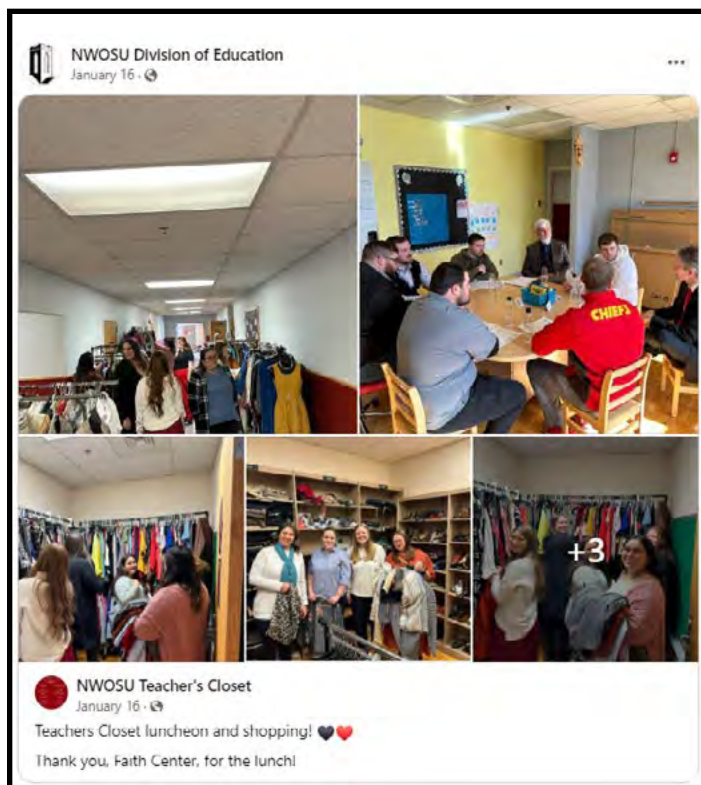 NWOSU Division of Education
January 16 ·
CHIEFS
+3
NWOSU Teacher's Closet
January 16 ·
Teachers Closet luncheon and shopping! 🖤❤️
Thank you, Faith Center, for the lunch!